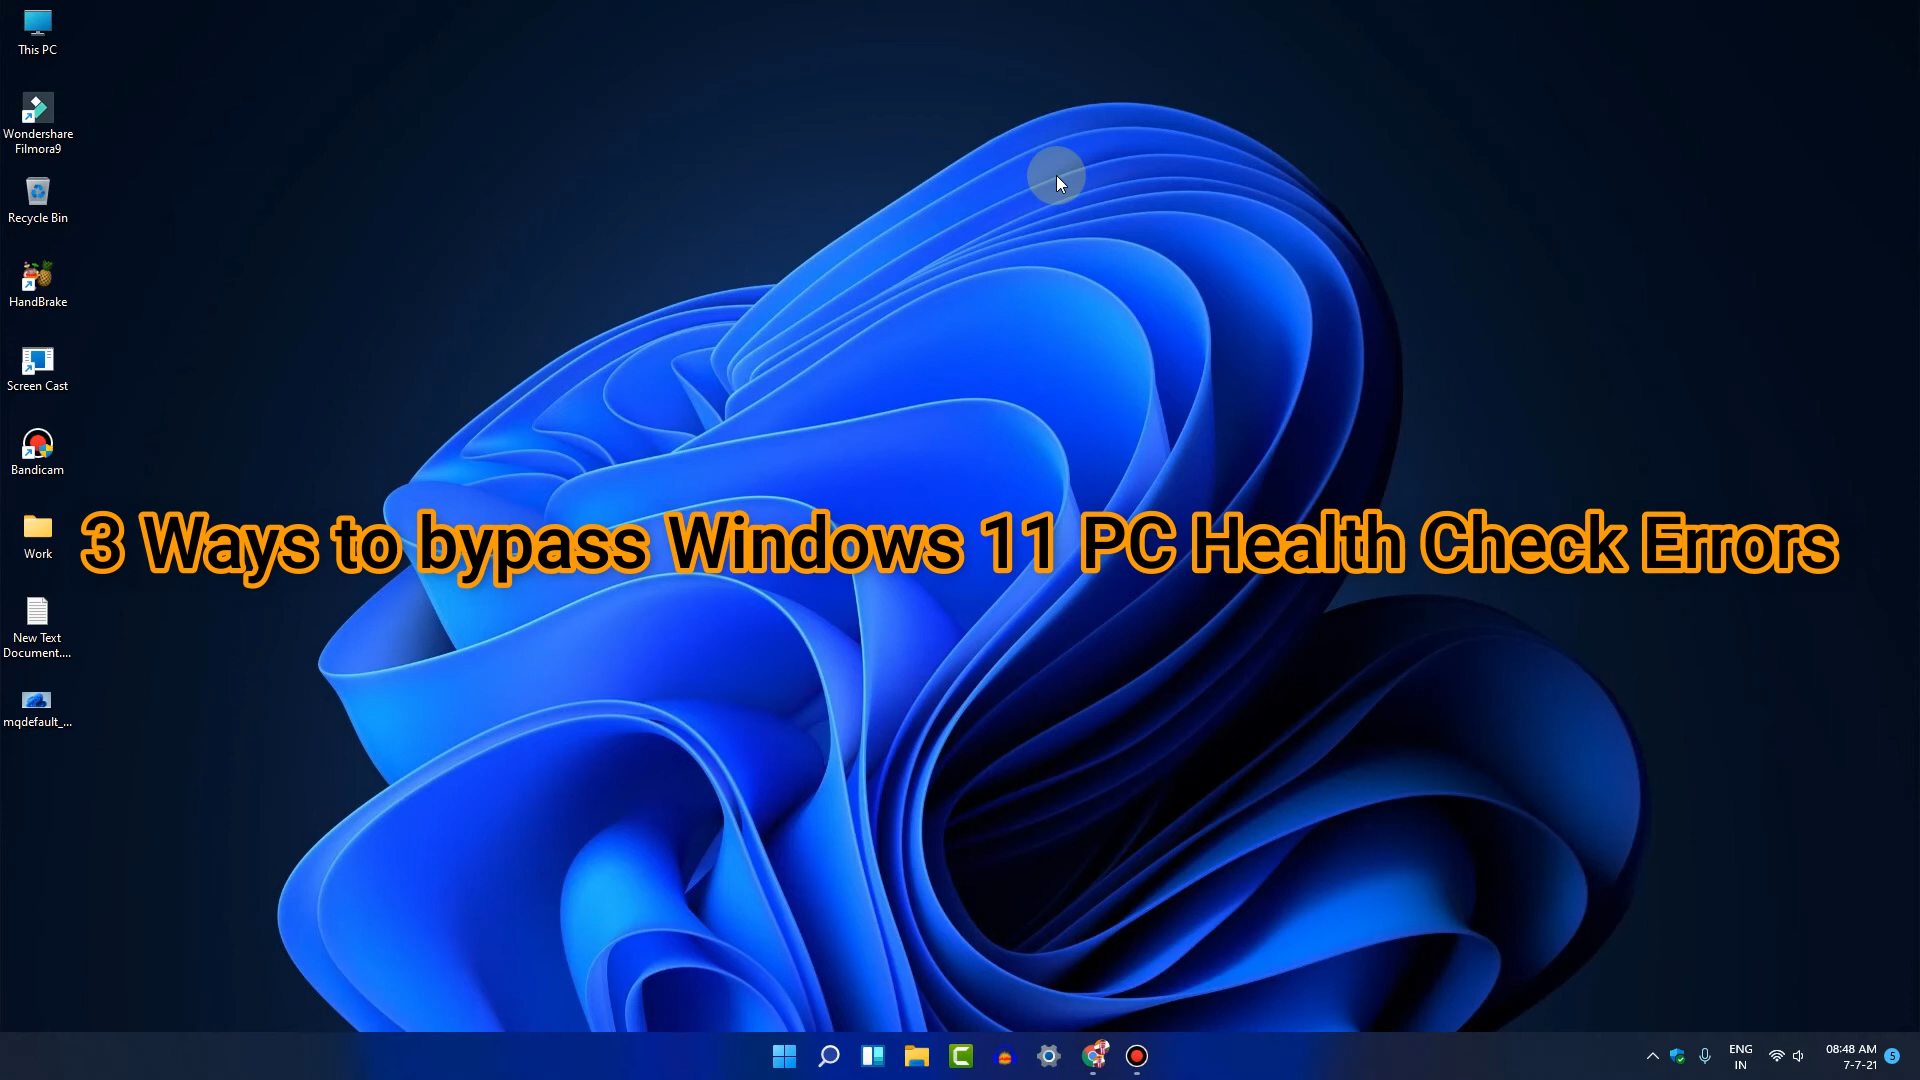 This PC
Wondershare
Filmora9
Recycle Bin
HandBrake
Screen Cast
Bandicam
Work
New Text
Document....
mqdefault_...
3 Ways to bypass Windows 11 PC Health Check Errors
ENG
IN
08:48 AM
7-7-21
5